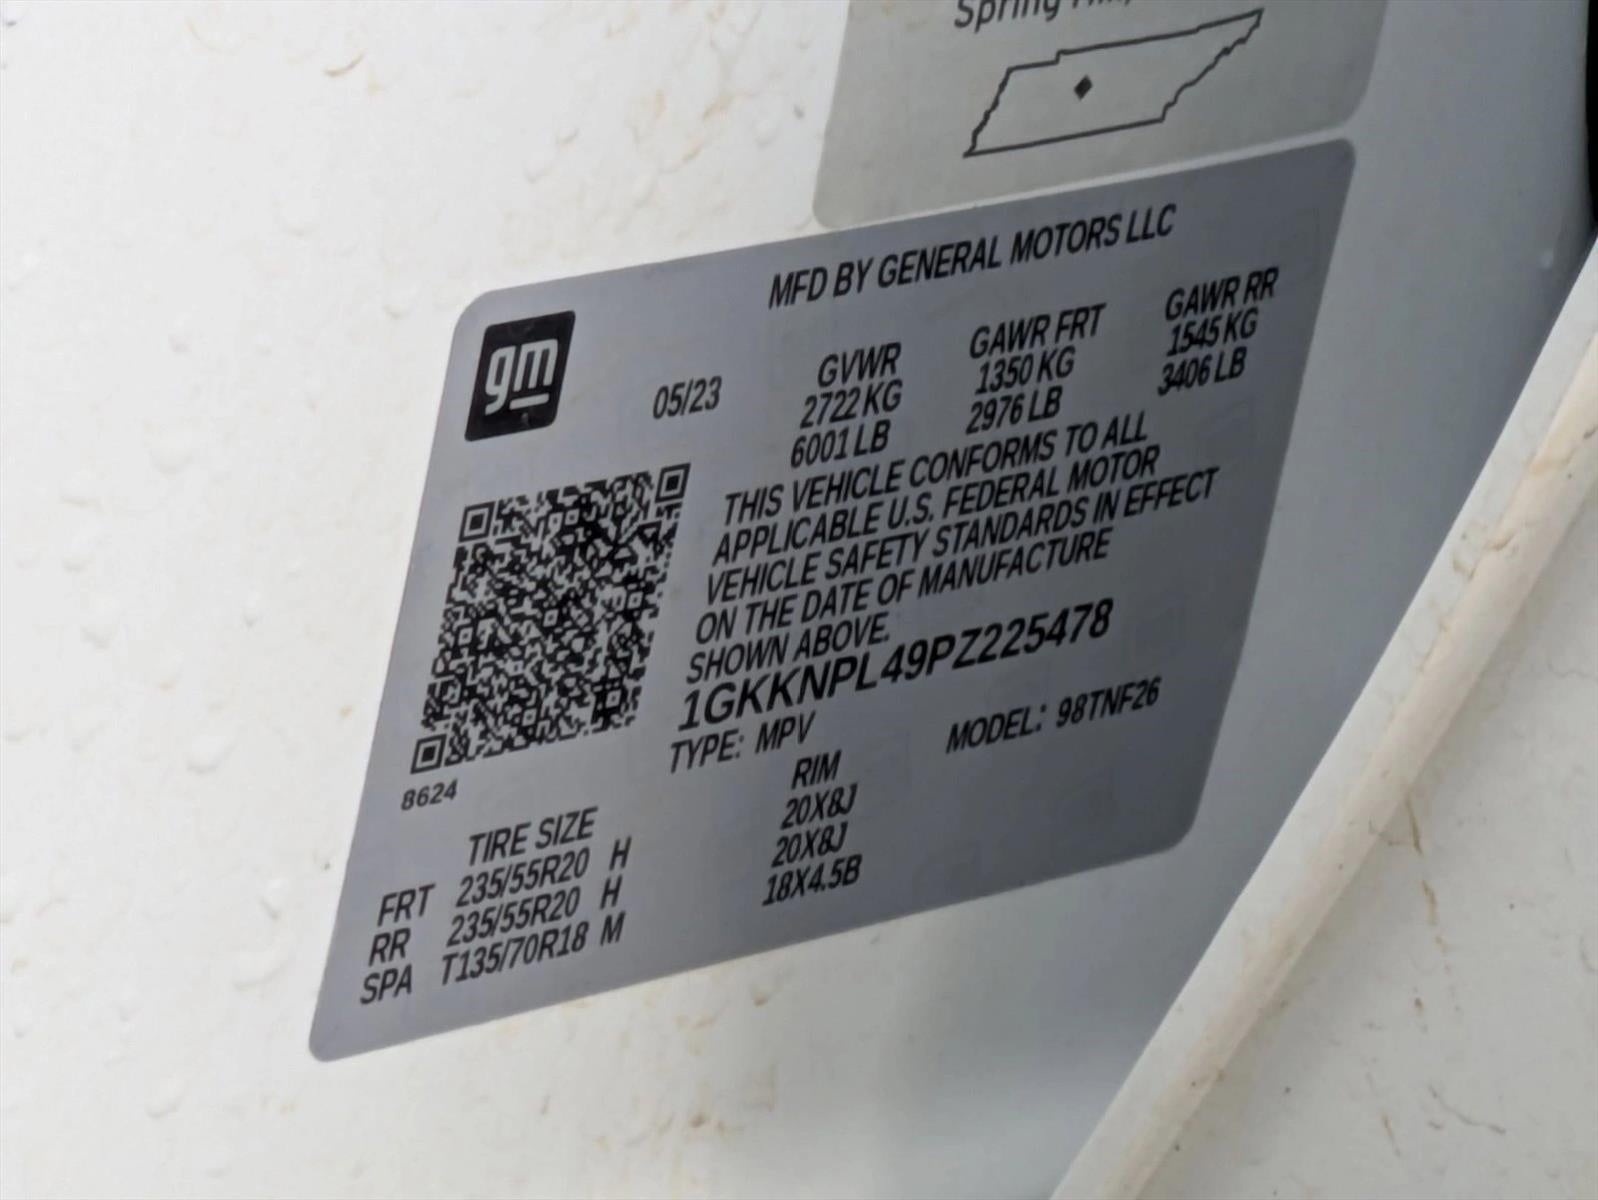 Spring Hill,
MFD BY GENERAL MOTORS LLC
gm
05/23
GVWR GAWR FRT GAWR RR
2722 KG 1350 KG 1545 KG
6001 LB 2976 LB 3406 LB
THIS VEHICLE CONFORMS TO ALL
APPLICABLE U.S. FEDERAL MOTOR
VEHICLE SAFETY STANDARDS IN EFFECT
ON THE DATE OF MANUFACTURE
SHOWN ABOVE.
1GKKNPL49PZ225478
TYPE: MPV MODEL: 98TNF26
8624
TIRE SIZE RIM
FRT 235/55R20 H 20X8J
RR 235/55R20 H 20X8J
SPA T135/70R18 M 18X4.5B